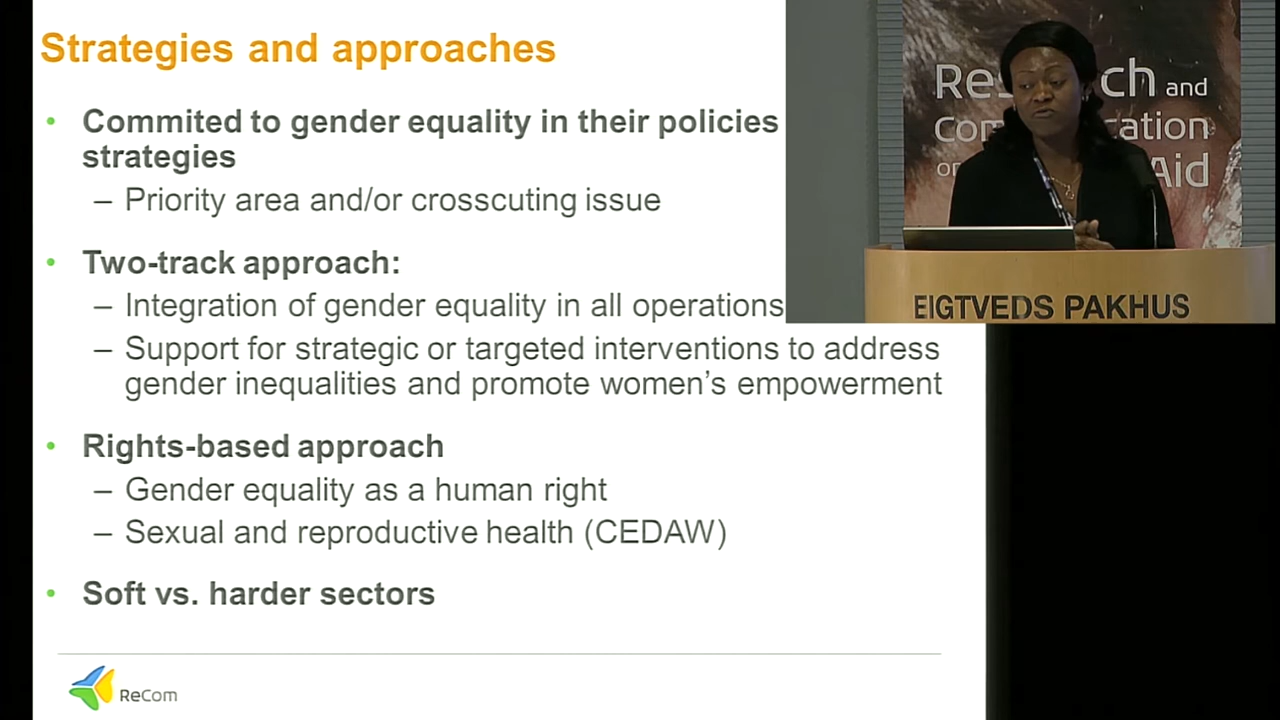 Strategies and approaches
• Commited to gender equality in their policies
strategies
– Priority area and/or crosscuting issue
• Two-track approach:
– Integration of gender equality in all operations
– Support for strategic or targeted interventions to address
gender inequalities and promote women’s empowerment
• Rights-based approach
– Gender equality as a human right
– Sexual and reproductive health (CEDAW)
• Soft vs. harder sectors
ReCom
and
Aid
EIGTVEDS PAKHUS